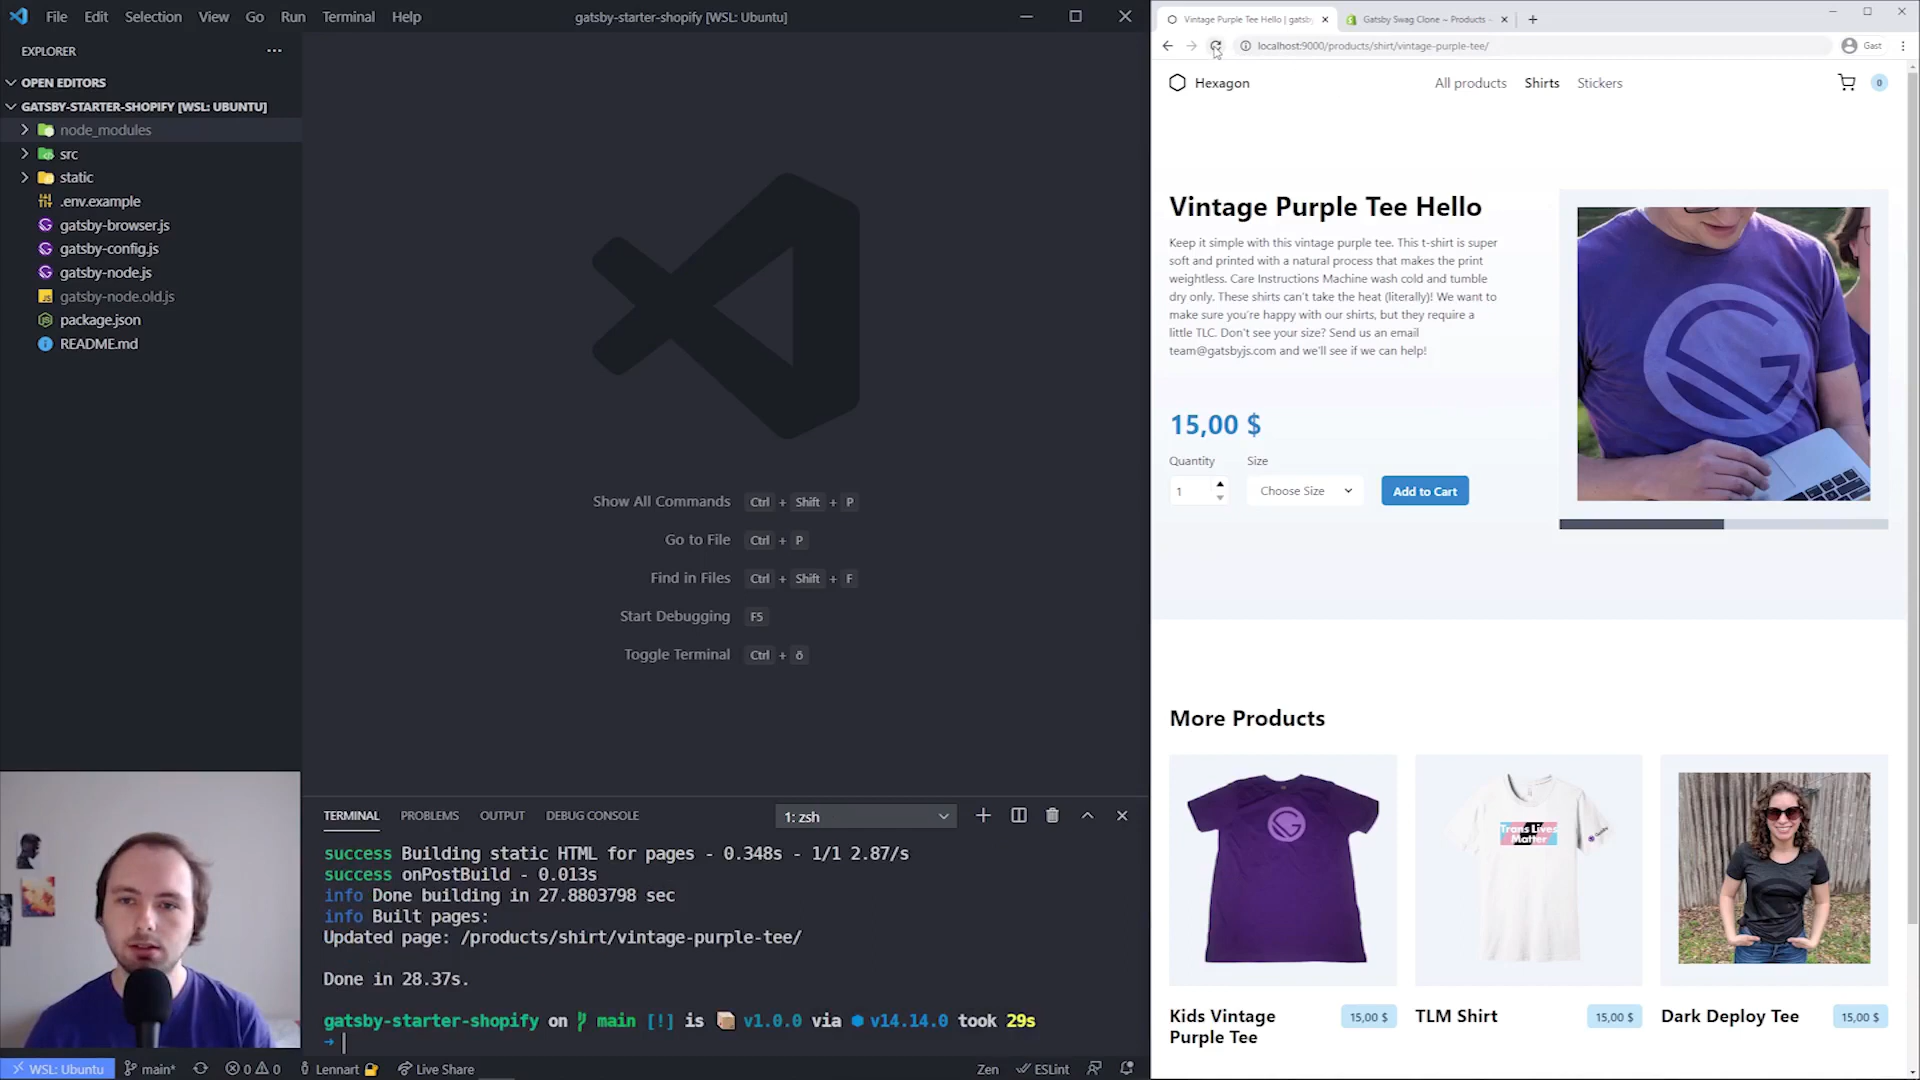 File Edit Selection View Go Run Terminal Help
gatsby-starter-shopify [WSL: Ubuntu]
EXPLORER
OPEN EDITORS
GATSBY-STARTER-SHOPIFY [WSL: UBUNTU]
node_modules
src
static
.env.example
gatsby-browser.js
gatsby-config.js
gatsby-node.js
gatsby-node.old.js
package.json
README.md
Show All Commands Ctrl + Shift + P
Go to File Ctrl + P
Find in Files Ctrl + Shift + F
Start Debugging F5
Toggle Terminal Ctrl + ö
TERMINAL PROBLEMS OUTPUT DEBUG CONSOLE 1: zsh
success Building static HTML for pages - 0.348s - 1/1 2.87/s
success onPostBuild - 0.013s
info Done building in 27.8803798 sec
info Built pages:
Updated page: /products/shirt/vintage-purple-tee/
Done in 28.37s.
gatsby-starter-shopify on main [!] is v1.0.0 via v14.14.0 took 29s
WSL: Ubuntu main* 0 0 Lennart Live Share Zen ESLint
Vintage Purple Tee Hello | gatsby
Gatsby Swag Clone ~ Products ~
localhost:9000/products/shirt/vintage-purple-tee/
Gast
Hexagon All products Shirts Stickers 0
Vintage Purple Tee Hello
Keep it simple with this vintage purple tee. This t-shirt is super
soft and printed with a natural process that makes the print
weightless. Care Instructions Machine wash cold and tumble
dry only. These shirts can't take the heat (literally)! We want to
make sure you're happy with our shirts, but they require a
little TLC. Don't see your size? Send us an email
team@gatsbyjs.com and we'll see if we can help!
15,00 $
Quantity Size
1 Choose Size Add to Cart
More Products
Trans Lives
Matter
Kids Vintage
Purple Tee
15,00 $
TLM Shirt 15,00 $
Dark Deploy Tee 15,00 $